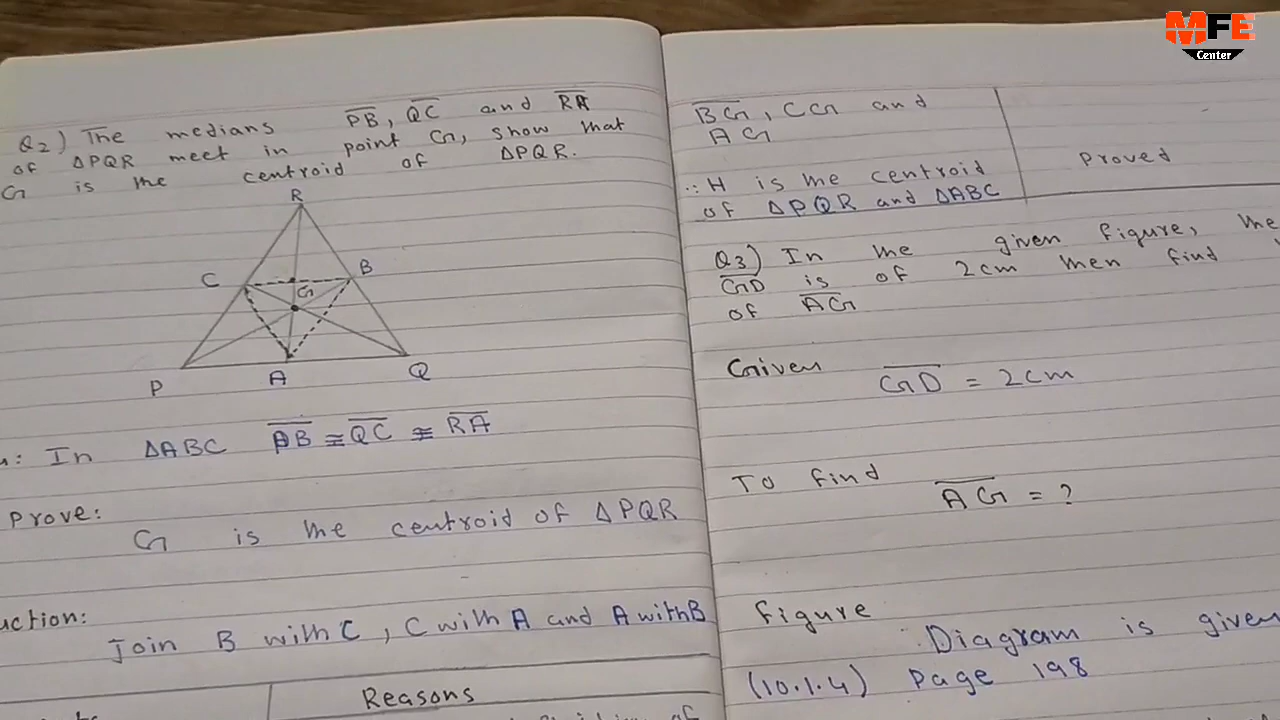 Q2) The medians PB, QC and RA
of ΔPQR meet in point G, show that
G is the centroid of ΔPQR.
R
C
B
G
P
A
Q
: In ΔABC PB ≅ QC ≅ RA
Prove:
G is the centroid of ΔPQR
uction:
Join B with C, C with A and A with B
Reasons
of
BG, CG and
AG
∴ H is the centroid
of ΔPQR and ΔABC
Proved
Q3) In the given figure, the
GD is of 2cm then find
of AG
Given
GD = 2cm
To find
AG = ?
figure
Diagram is given
(10.1.4) Page 198
MFE
Center